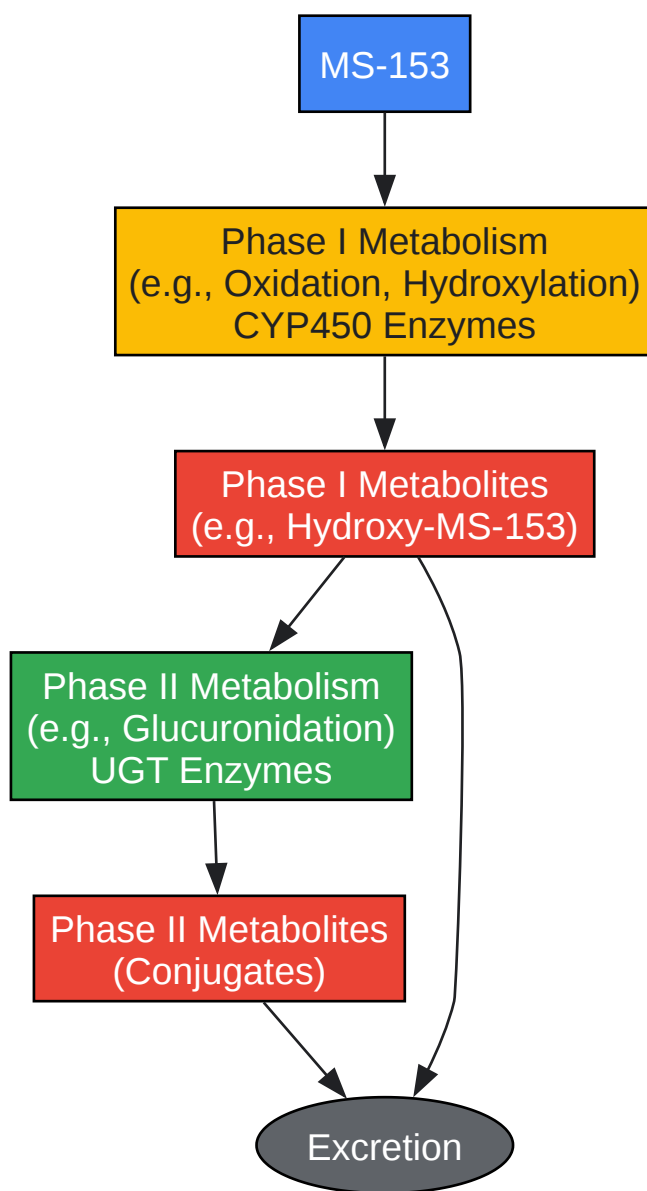 MS-153
Phase I Metabolism
(e.g., Oxidation, Hydroxylation)
CYP450 Enzymes
Phase I Metabolites
(e.g., Hydroxy-MS-153)
Phase II Metabolism
(e.g., Glucuronidation)
UGT Enzymes
Phase II Metabolites
(Conjugates)
Excretion